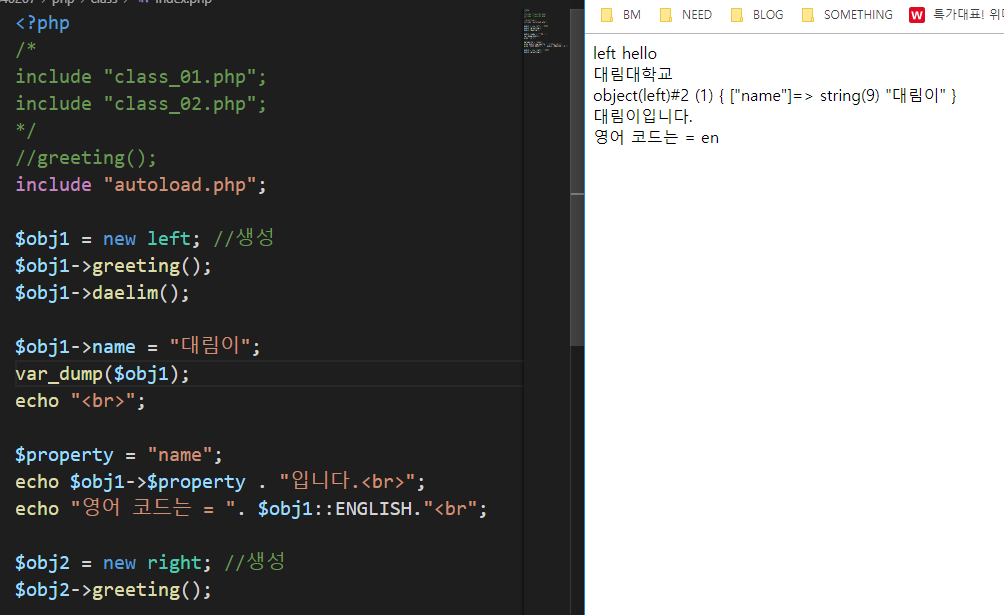 php
class
index.php
<?php
/*
include "class_01.php";
include "class_02.php";
*/
//greeting();
include "autoload.php";
$obj1 = new left; //생성
$obj1->greeting();
$obj1->daelim();
$obj1->name = "대림이";
var_dump($obj1);
echo "<br>";
$property = "name";
echo $obj1->$property . "입니다.<br>";
echo "영어 코드는 = ". $obj1::ENGLISH."<br";
$obj2 = new right; //생성
$obj2->greeting();
BM NEED BLOG SOMETHING W 특가대표!
left hello
대림대학교
object(left)#2 (1) { ["name"]=> string(9) "대림이" }
대림이입니다.
영어 코드는 = en